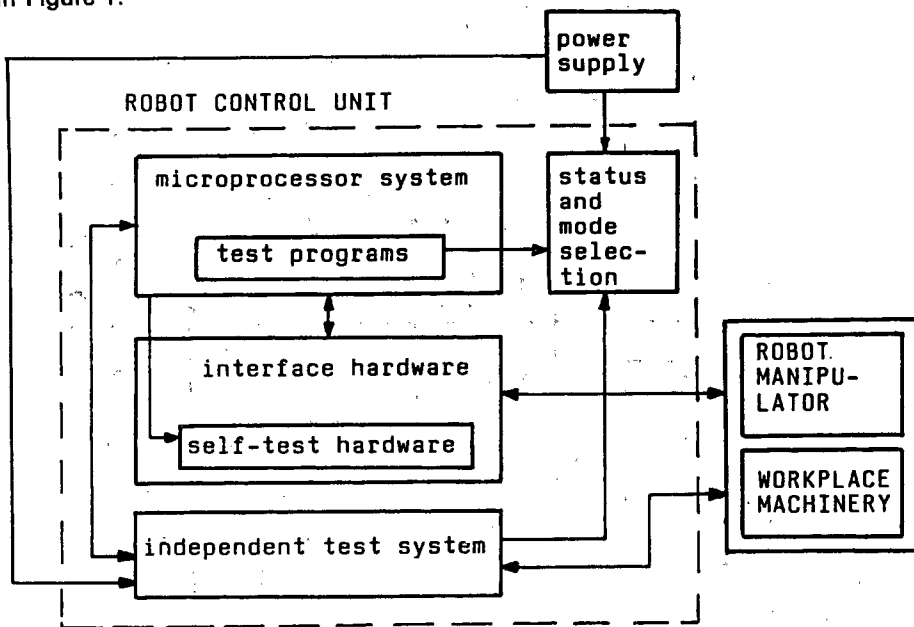 in Figure 1.
power
supply
ROBOT CONTROL UNIT
microprocessor system
test programs
status
and
mode
selec-
tion
interface hardware
self-test hardware
independent test system
ROBOT
MANIPU-
LATOR
WORKPLACE
MACHINERY